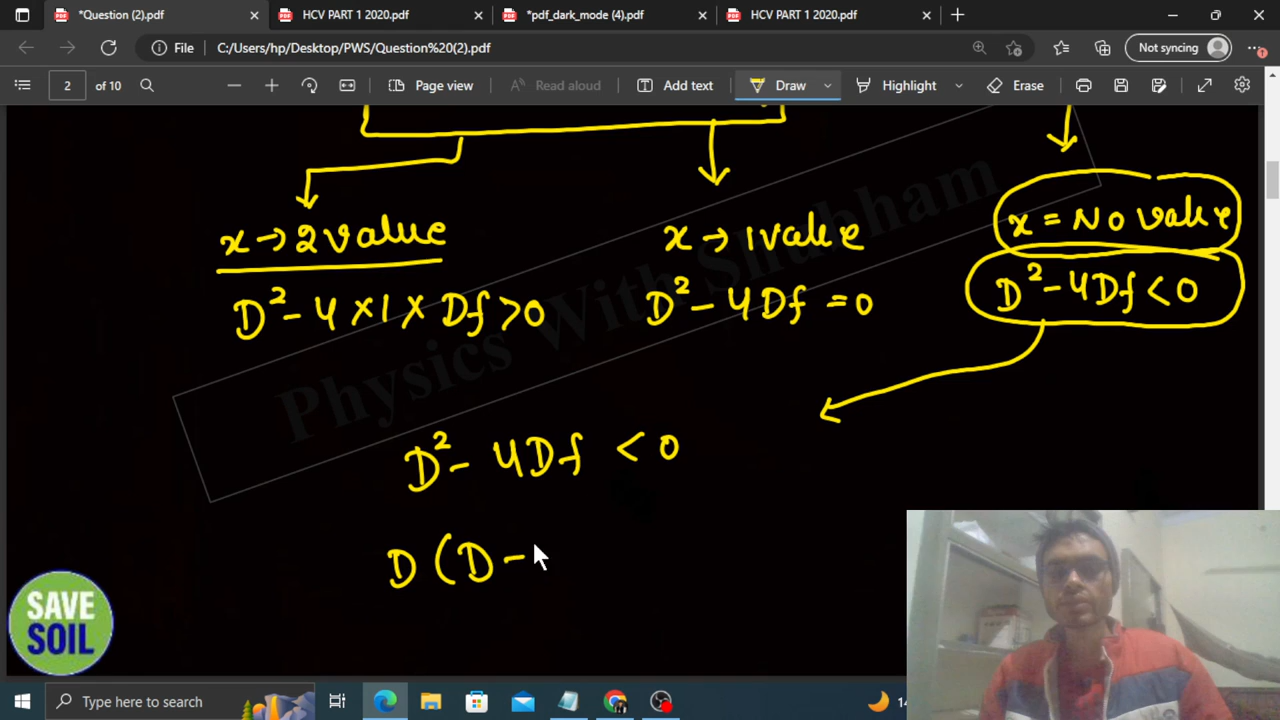 *Question (2).pdf
HCV PART 1 2020.pdf
*pdf_dark_mode (4).pdf
HCV PART 1 2020.pdf
File
C:/Users/hp/Desktop/PWS/Question%20(2).pdf
Not syncing
2 of 10
Page view
Read aloud
Add text
Draw
Highlight
Erase
x → 2 value
x → 1 value
x = No value
D² - 4 × 1 × Df > 0
D² - 4Df = 0
D² - 4Df < 0
Physics With Shubham
D² - 4Df < 0
D (D -
SAVE
SOIL
Type here to search